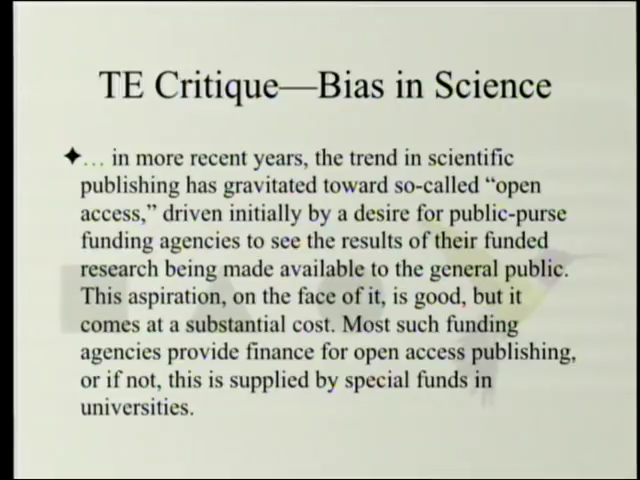 TE Critique—Bias in Science
✦… in more recent years, the trend in scientific
publishing has gravitated toward so-called “open
access,” driven initially by a desire for public-purse
funding agencies to see the results of their funded
research being made available to the general public.
This aspiration, on the face of it, is good, but it
comes at a substantial cost. Most such funding
agencies provide finance for open access publishing,
or if not, this is supplied by special funds in
universities.